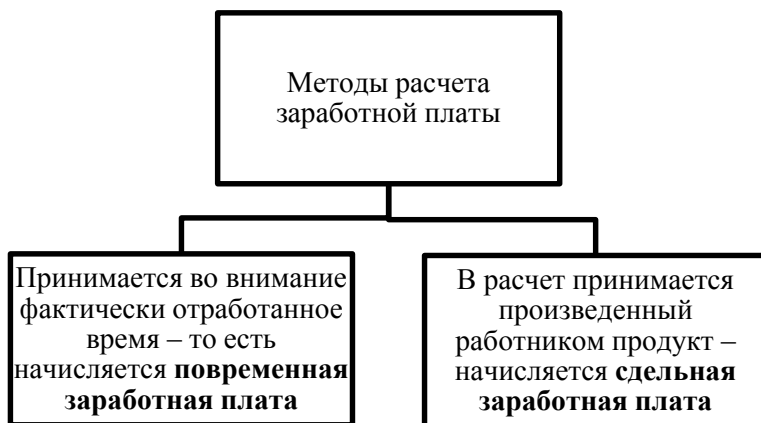 Методы расчета
заработной платы
Принимается во внимание
фактически отработанное
время – то есть
начисляется повременная
заработная плата
В расчет принимается
произведенный
работником продукт –
начисляется сдельная
заработная плата